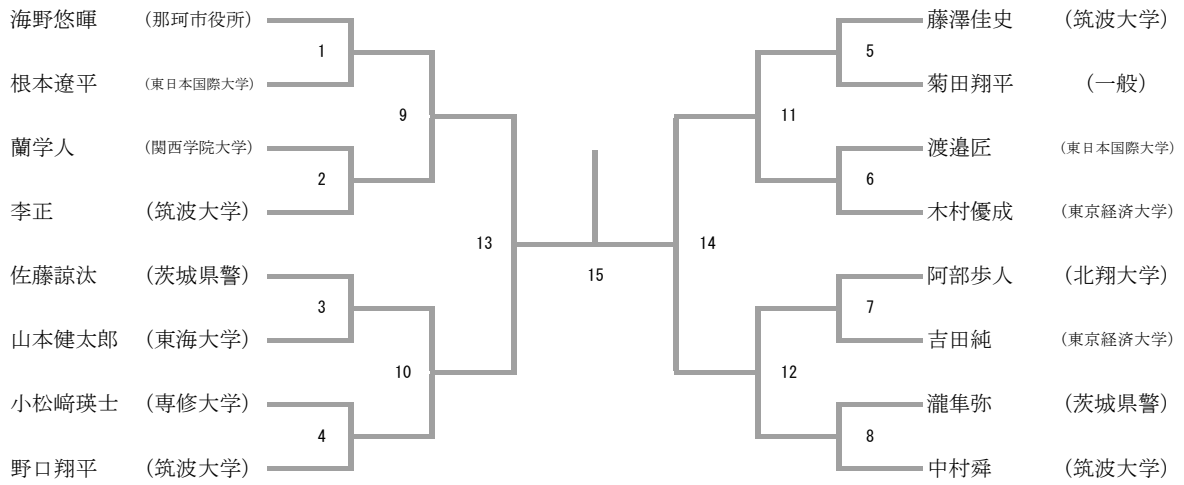 海野悠暉 (那珂市役所)
1
根本遼平 (東日本国際大学)
9
蘭学人 (関西学院大学)
2
李正 (筑波大学)
13
佐藤諒汰 (茨城県警)
3
山本健太郎 (東海大学)
10
小松﨑瑛士 (専修大学)
4
野口翔平 (筑波大学)
15
藤澤佳史 (筑波大学)
5
菊田翔平 (一般)
11
渡邉匠 (東日本国際大学)
6
木村優成 (東京経済大学)
14
阿部歩人 (北翔大学)
7
吉田純 (東京経済大学)
12
瀧隼弥 (茨城県警)
8
中村舜 (筑波大学)